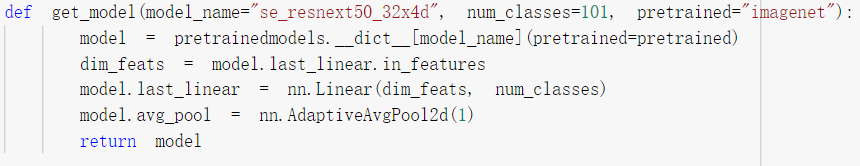 def get_model(model_name="se_resnext50_32x4d", num_classes=101, pretrained="imagenet"):
model = pretrainedmodels.__dict__[model_name](pretrained=pretrained)
dim_feats = model.last_linear.in_features
model.last_linear = nn.Linear(dim_feats, num_classes)
model.avg_pool = nn.AdaptiveAvgPool2d(1)
return model